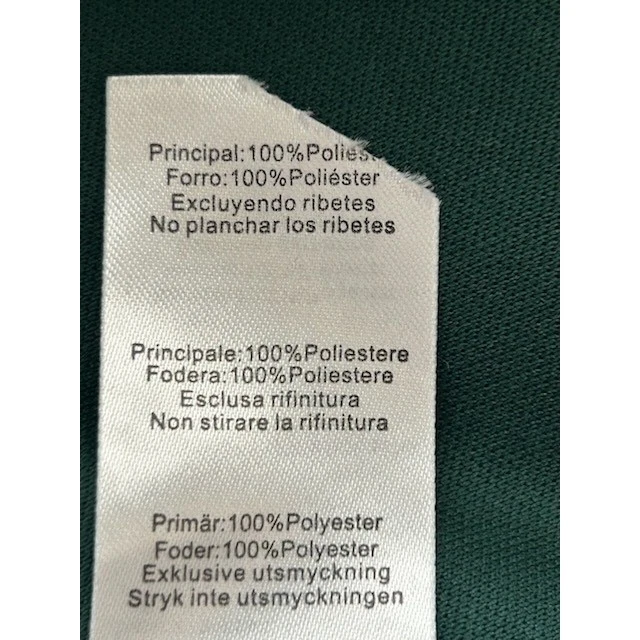 Principal:100%Poliést
Forro:100%Poliéster
Excluyendo ribetes
No planchar los ribetes
Principale:100%Poliestere
Fodera:100%Poliestere
Esclusa rifinitura
Non stirare la rifinitura
Primär:100%Polyester
Foder:100%Polyester
Exklusive utsmyckning
Stryk inte utsmyckningen